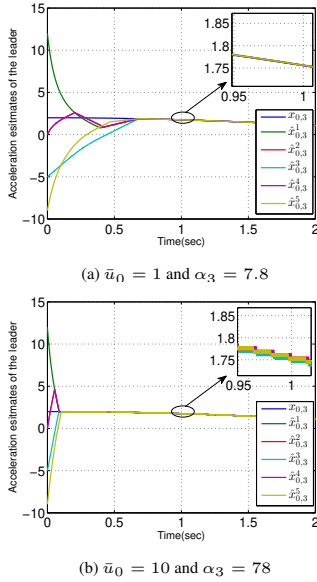 Acceleration esitmates of the leader
15
10
5
0
−5
−10
0
0.5
1
1.5
2
Time(sec)
1.85
1.8
1.75
0.95
1
x₀,₃
x̂¹₀,₃
x̂²₀,₃
x̂³₀,₃
x̂⁴₀,₃
x̂⁵₀,₃
(a) ū₀ = 1 and α₃ = 7.8
Acceleration esitmates of the leader
15
10
5
0
−5
−10
0
0.5
1
1.5
2
Time(sec)
1.85
1.8
1.75
0.95
1
x₀,₃
x̂¹₀,₃
x̂²₀,₃
x̂³₀,₃
x̂⁴₀,₃
x̂⁵₀,₃
(b) ū₀ = 10 and α₃ = 78